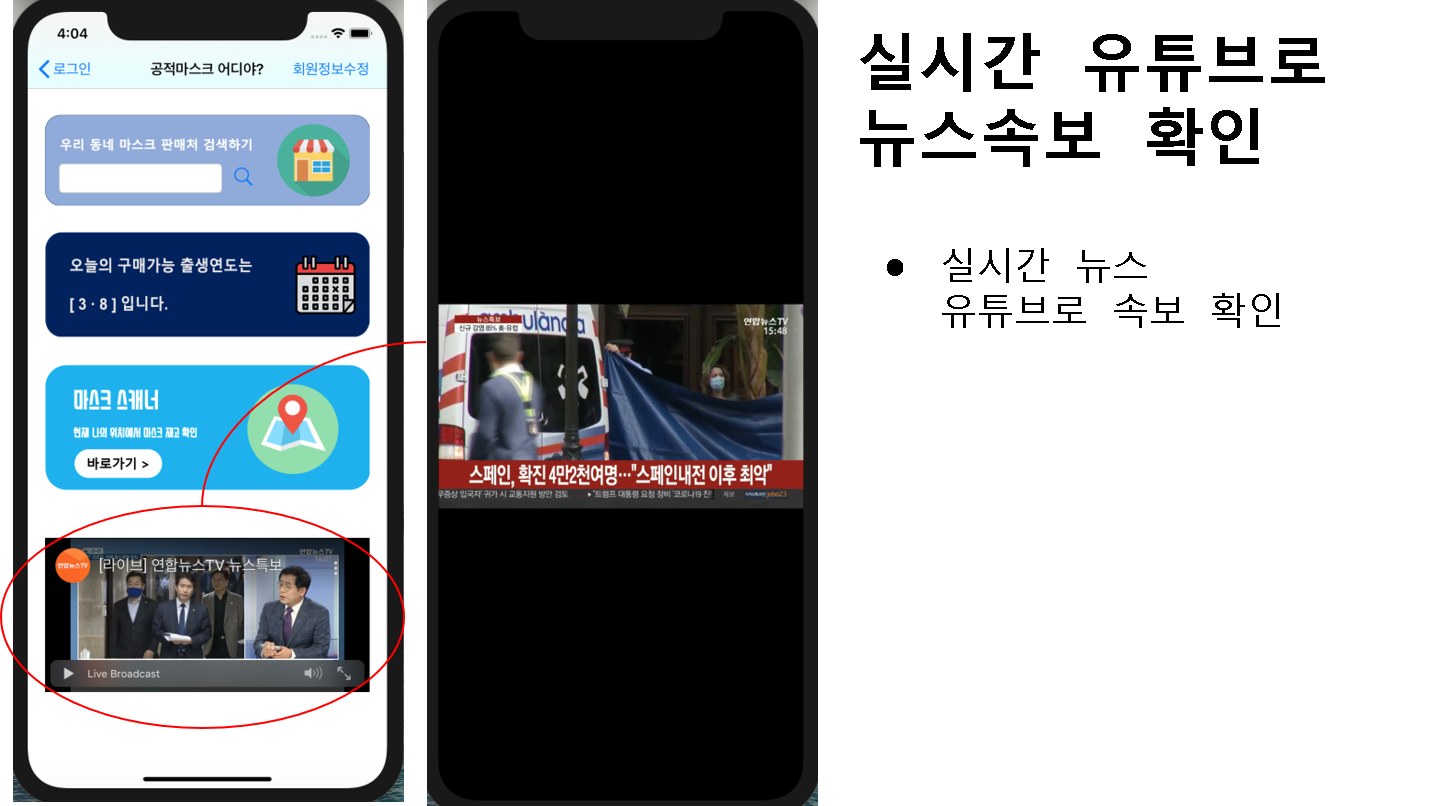 4:04
로그인
공적마스크 어디야?
회원정보수정
우리 동네 마스크 판매처 검색하기
오늘의 구매가능 출생연도는
[ 3 · 8 ] 입니다.
마스크 스캐너
현재 나의 위치에서 마스크 재고 확인
바로가기 >
연합뉴스TV
연합뉴스TV
[라이브] 연합뉴스TV 뉴스특보
Live Broadcast
ambulància
뉴스특보
신규 감염 85% 美·유럽
연합뉴스TV
15:48
스페인, 확진 4만2천여명…"스페인내전 이후 최악"
무증상 입국자' 귀가 시 교통지원 방안 검토 ▶'트럼프 대통령 요청 장비 '코로나19 진단
제보 jebo23
실시간 유튜브로
뉴스속보 확인
● 실시간 뉴스
유튜브로 속보 확인